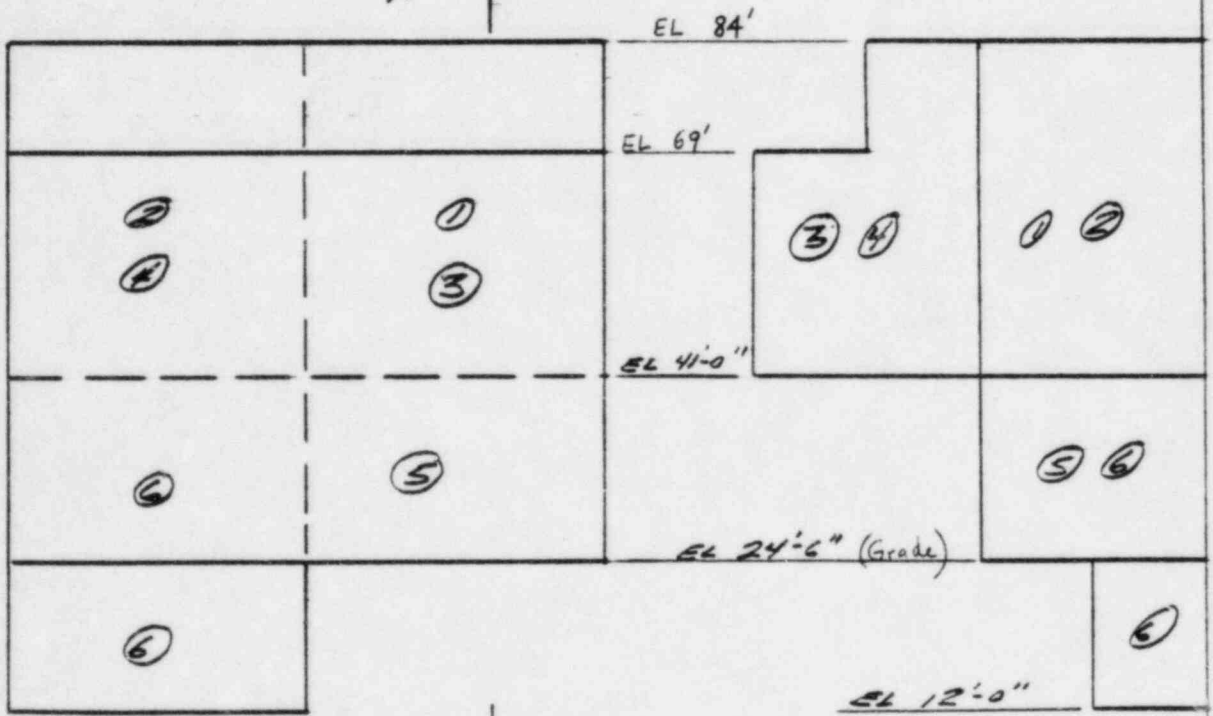 EL 84'
EL 69'
② ①
④ ③
③ ④ ① ②
EL 41'-0"
⑥ ⑤
⑤ ⑥
EL 24'-6" (Grade)
⑥
⑥
EL 12'-0"